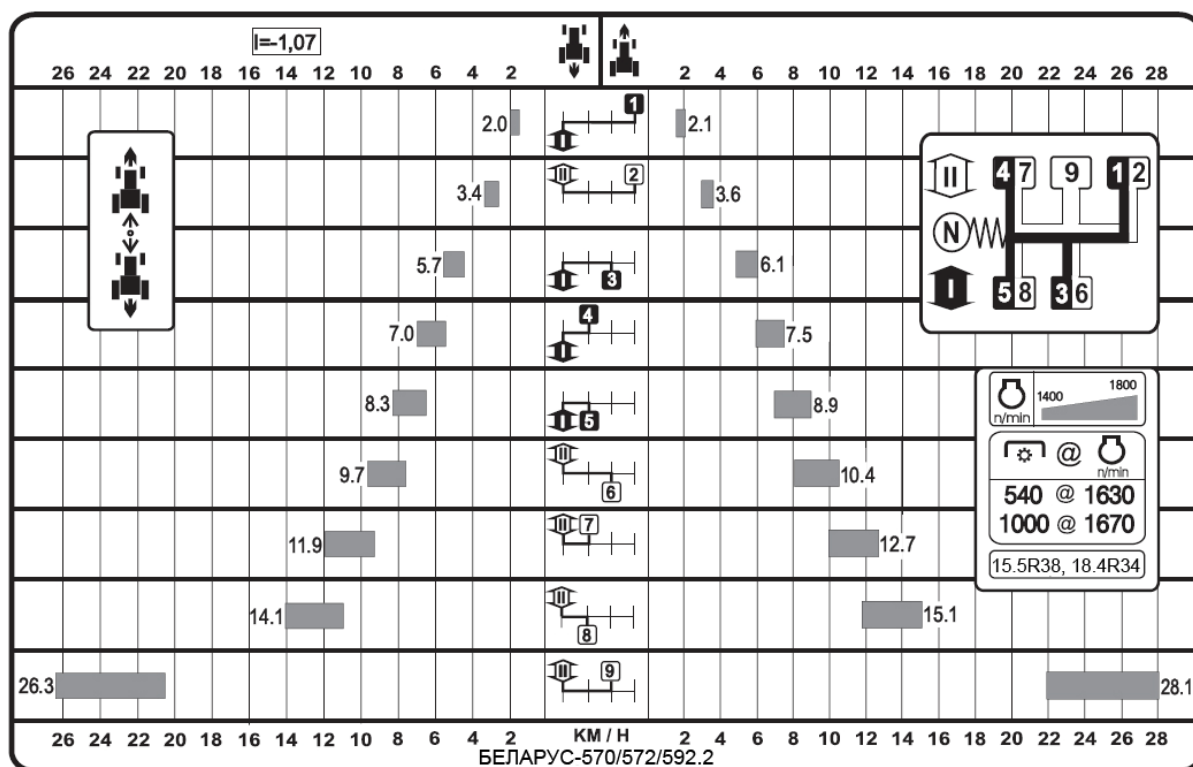 I=-1,07
26 24 22 20 18 16 14 12 10 8 6 4 2 2 4 6 8 10 12 14 16 18 20 22 24 26 28
2.0 I 1 2.1
3.4 II 2 3.6
5.7 I 3 6.1
7.0 I 4 7.5
8.3 I 5 8.9
9.7 II 6 10.4
11.9 II 7 12.7
14.1 II 8 15.1
26.3 II 9 28.1
II 4 7 9 1 2
N
I 5 8 3 6
1400 1800
n/min
@
n/min
540 @ 1630
1000 @ 1670
15.5R38, 18.4R34
26 24 22 20 18 16 14 12 10 8 6 4 2 KM / H 2 4 6 8 10 12 14 16 18 20 22 24 26 28
БЕЛАРУС-570/572/592.2